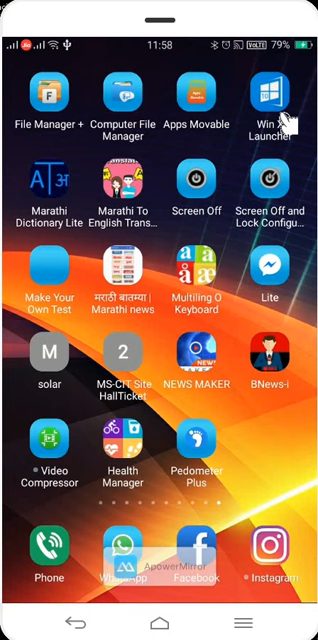 Jio
11:58
VoLTE
79%
File Manager +
Computer File Manager
Apps Movable
Win X
Launcher
Marathi
Dictionary Lite
Marathi To
English Trans...
Screen Off
Screen Off and
Lock Configu...
Make Your
Own Test
मराठी बातम्या |
Marathi news
Multiling O
Keyboard
Lite
M
solar
2
MS-CIT Site
HallTicket
NEWS MAKER
BNews-i
Video
Compressor
Health
Manager
Pedometer
Plus
Phone
WhatsApp
ApowerMirror
Facebook
Instagram